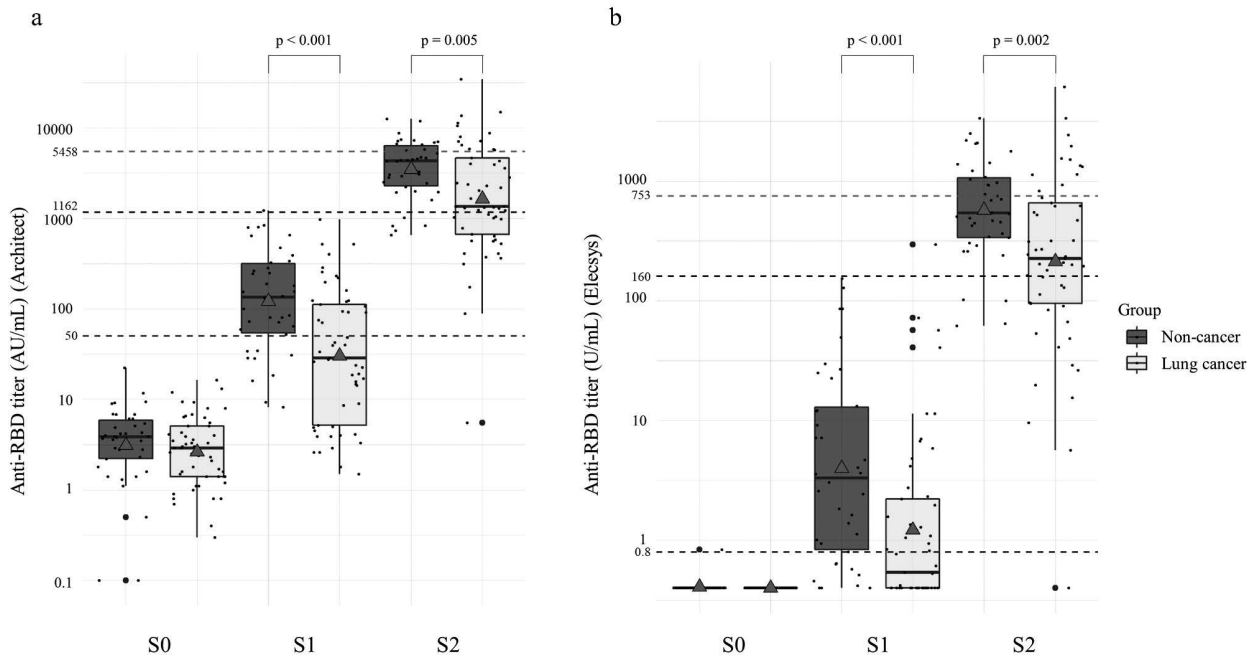 a
p < 0.001
p = 0.005
Anti-RBD titer (AU/mL) (Architect)
10000
5458
1162
1000
100
50
10
1
0.1
S0
S1
S2
b
p <0.001
p = 0.002
Anti-RBD titer (U/mL) (Elecsys)
1000
753
160
100
10
1
0.8
S0
S1
S2
Group
Non-cancer
Lung cancer